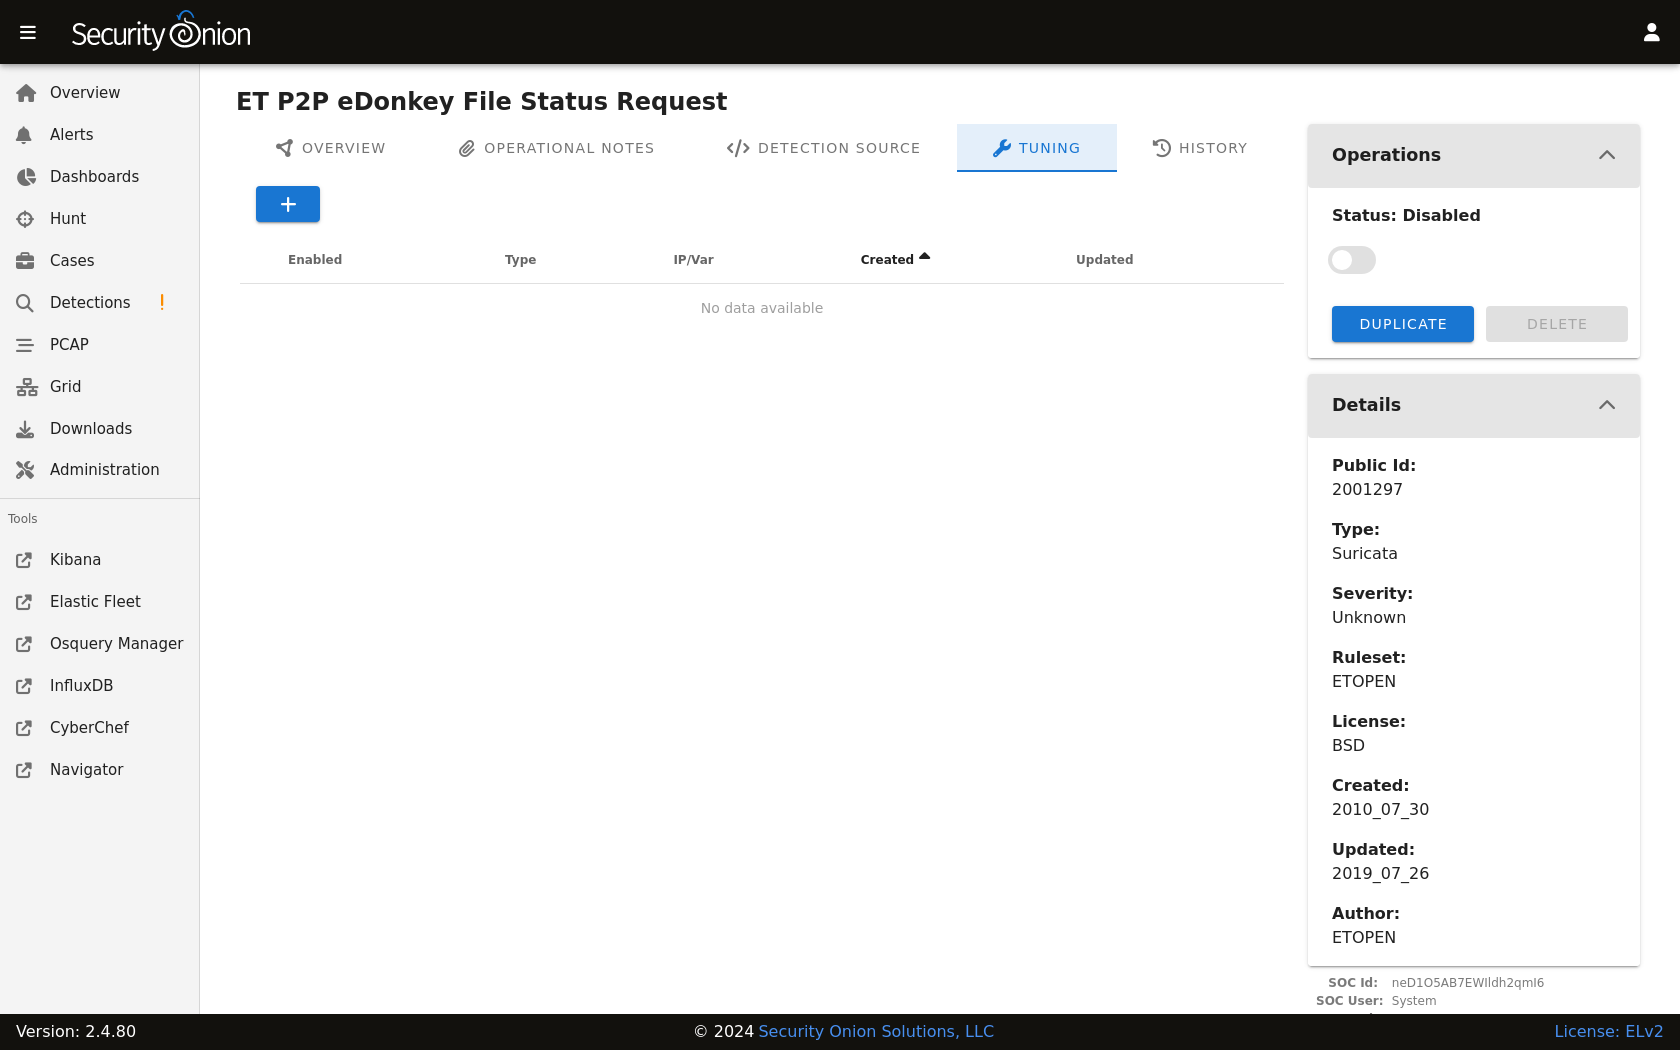 Security Onion
Overview
Alerts
Dashboards
Hunt
Cases
Detections !
PCAP
Grid
Downloads
Administration
Tools
Kibana
Elastic Fleet
Osquery Manager
InfluxDB
CyberChef
Navigator
ET P2P eDonkey File Status Request
OVERVIEW OPERATIONAL NOTES DETECTION SOURCE TUNING HISTORY
+
Enabled Type IP/Var Created Updated
No data available
Operations
Status: Disabled
DUPLICATE DELETE
Details
Public Id:
2001297
Type:
Suricata
Severity:
Unknown
Ruleset:
ETOPEN
License:
BSD
Created:
2010_07_30
Updated:
2019_07_26
Author:
ETOPEN
SOC Id:
SOC User: System
Version: 2.4.80 © 2024 Security Onion Solutions, LLC License: ELv2